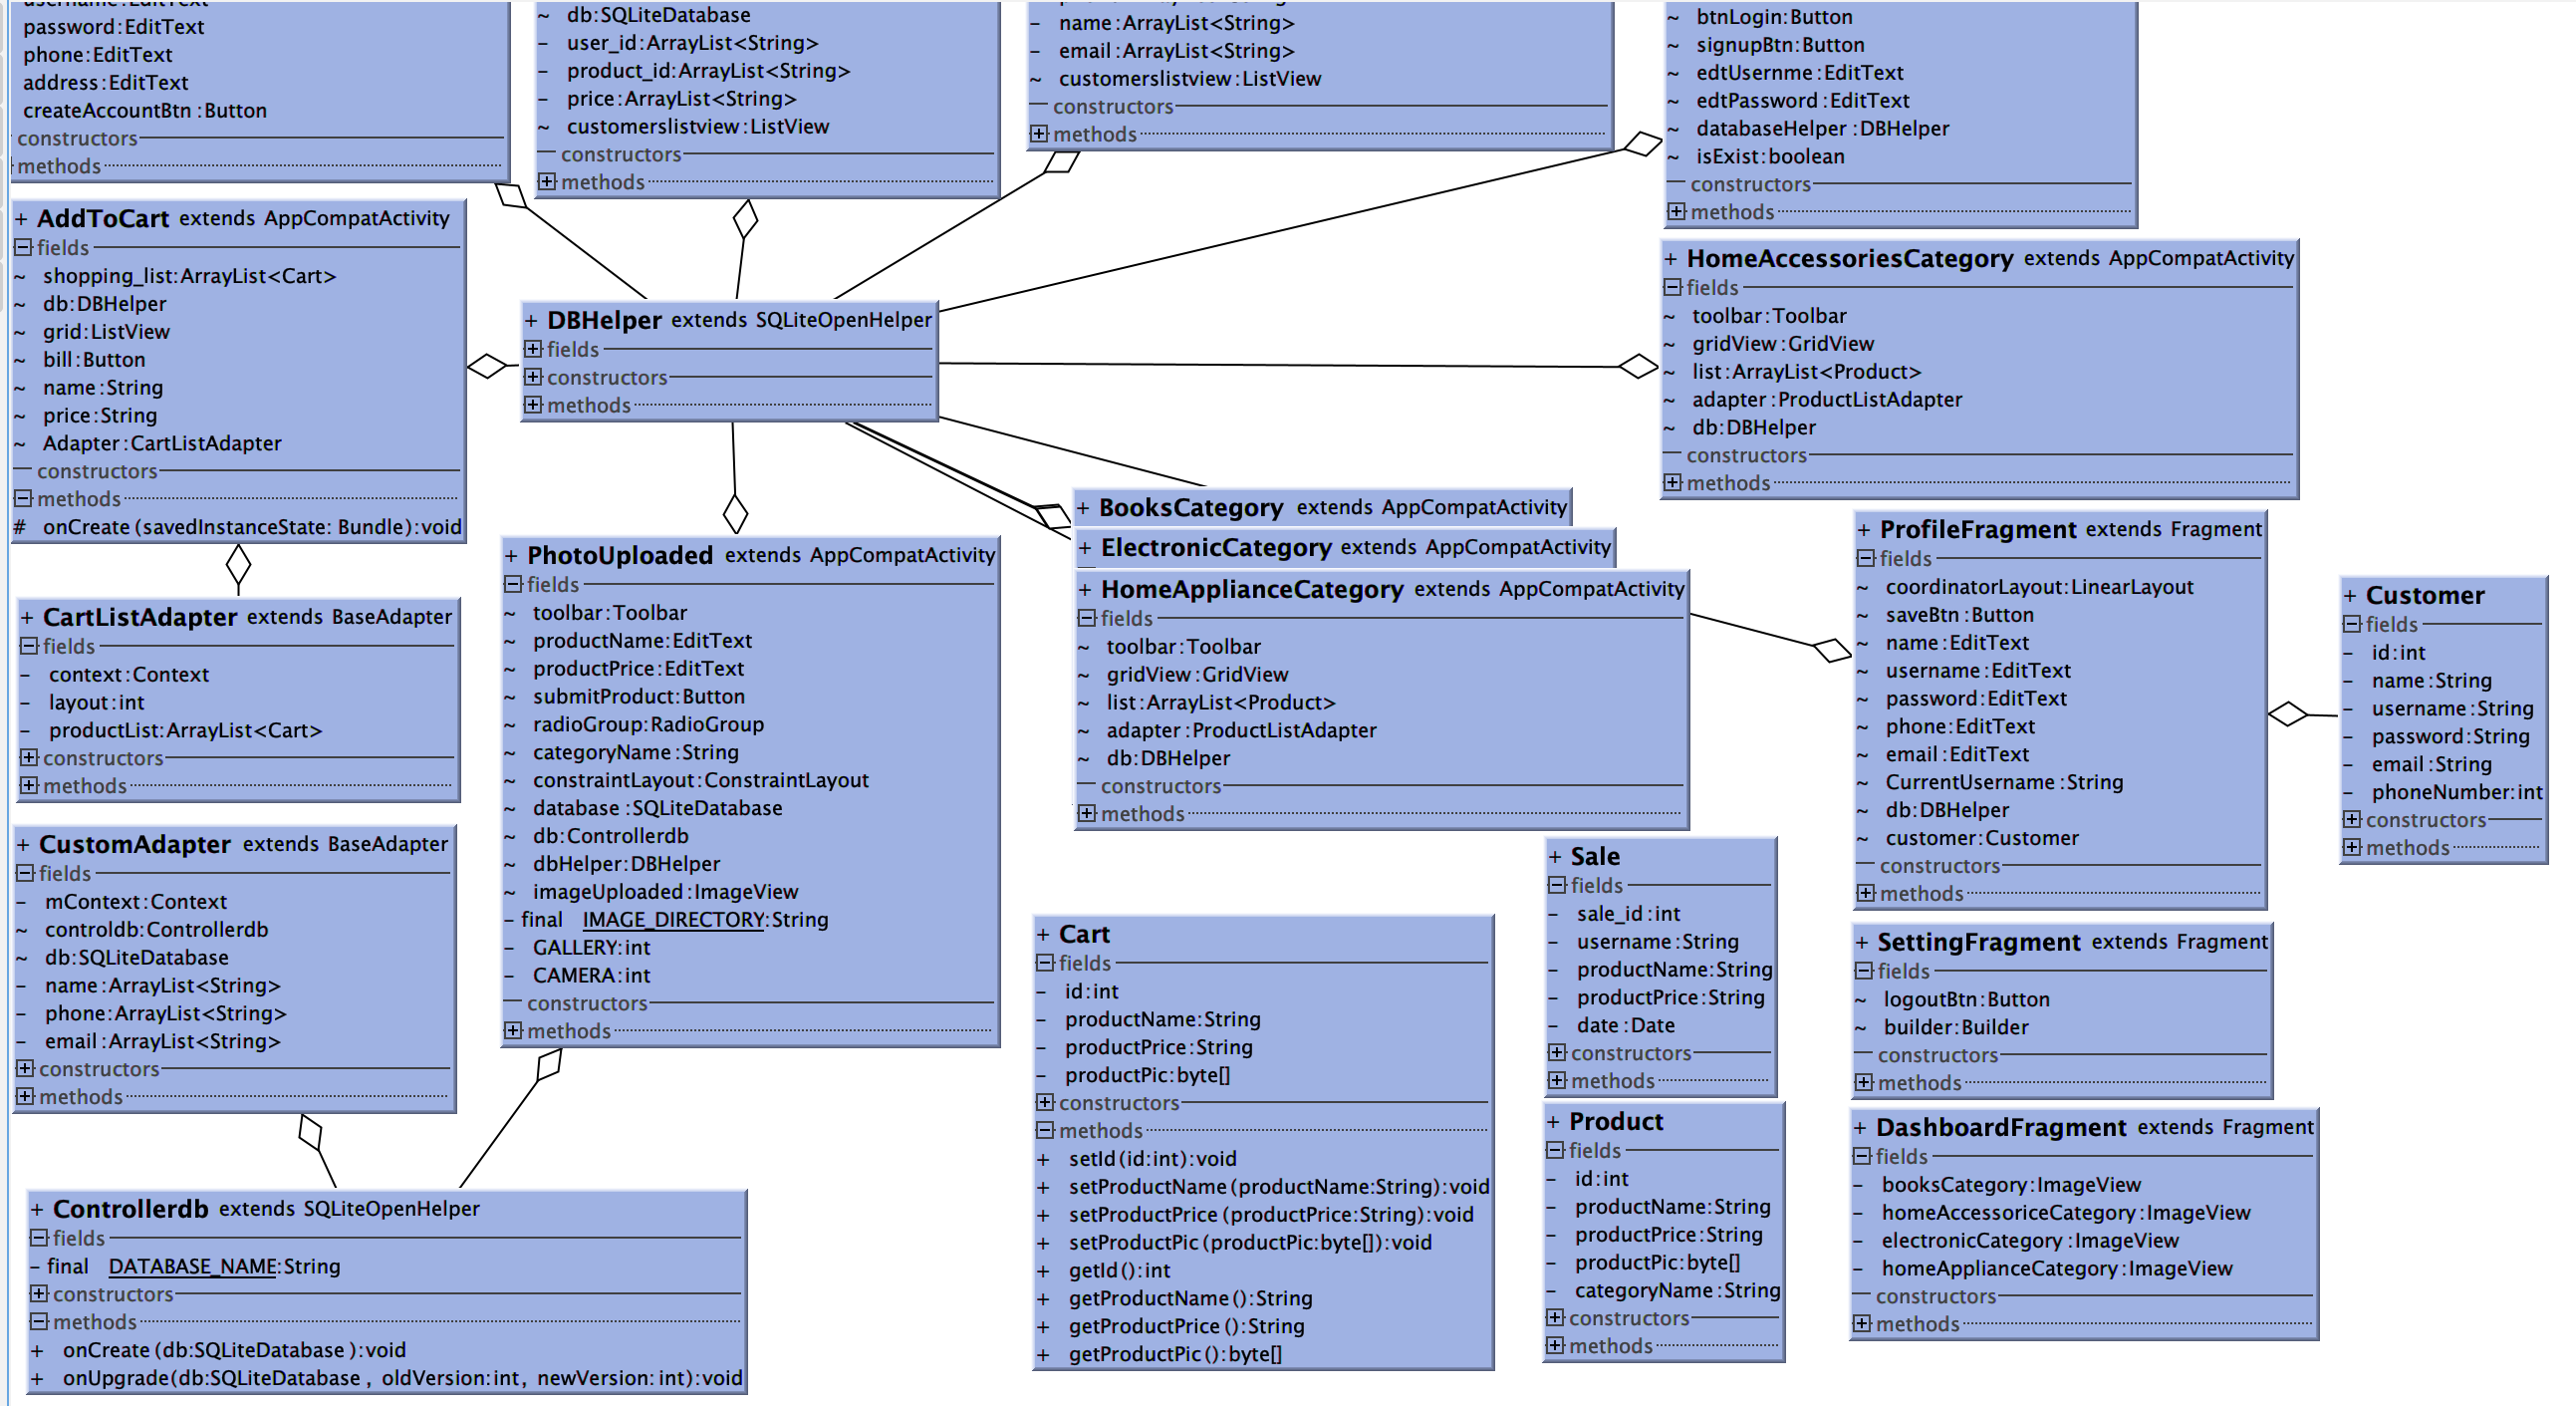 password:EditText
phone:EditText
address:EditText
createAccountBtn:Button
constructors
methods
~ db:SQLiteDatabase
- user_id:ArrayList<String>
- product_id:ArrayList<String>
- price:ArrayList<String>
~ customerslistview:ListView
constructors
methods
- name:ArrayList<String>
- email:ArrayList<String>
~ customerslistview:ListView
constructors
methods
~ btnLogin:Button
~ signupBtn:Button
~ edtUsernme:EditText
~ edtPassword:EditText
~ databaseHelper:DBHelper
~ isExist:boolean
constructors
methods
+ AddToCart extends AppCompatActivity
fields
~ shopping_list:ArrayList<Cart>
~ db:DBHelper
~ grid:ListView
~ bill:Button
~ name:String
~ price:String
~ Adapter:CartListAdapter
constructors
methods
# onCreate(savedInstanceState: Bundle):void
+ DBHelper extends SQLiteOpenHelper
fields
constructors
methods
+ HomeAccessoriesCategory extends AppCompatActivity
fields
~ toolbar:Toolbar
~ gridView:GridView
~ list:ArrayList<Product>
~ adapter:ProductListAdapter
~ db:DBHelper
constructors
methods
+ CartListAdapter extends BaseAdapter
fields
- context:Context
- layout:int
- productList:ArrayList<Cart>
constructors
methods
+ PhotoUploaded extends AppCompatActivity
fields
~ toolbar:Toolbar
~ productName:EditText
~ productPrice:EditText
~ submitProduct:Button
~ radioGroup:RadioGroup
~ categoryName:String
~ constraintLayout:ConstraintLayout
~ database:SQLiteDatabase
~ db:Controllerdb
~ dbHelper:DBHelper
~ imageUploaded:ImageView
- final IMAGE_DIRECTORY:String
- GALLERY:int
- CAMERA:int
constructors
methods
+ BooksCategory extends AppCompatActivity
+ ElectronicCategory extends AppCompatActivity
+ HomeApplianceCategory extends AppCompatActivity
fields
~ toolbar:Toolbar
~ gridView:GridView
~ list:ArrayList<Product>
~ adapter:ProductListAdapter
~ db:DBHelper
constructors
methods
+ ProfileFragment extends Fragment
fields
~ coordinatorLayout:LinearLayout
~ saveBtn:Button
~ name:EditText
~ username:EditText
~ password:EditText
~ phone:EditText
~ email:EditText
~ CurrentUsername:String
~ db:DBHelper
~ customer:Customer
constructors
methods
+ Customer
fields
- id:int
- name:String
- username:String
- password:String
- email:String
- phoneNumber:int
constructors
methods
+ CustomAdapter extends BaseAdapter
fields
- mContext:Context
~ controldb:Controllerdb
~ db:SQLiteDatabase
- name:ArrayList<String>
- phone:ArrayList<String>
- email:ArrayList<String>
constructors
methods
+ Sale
fields
- sale_id:int
- username:String
- productName:String
- productPrice:String
- date:Date
constructors
methods
+ Cart
fields
- id:int
- productName:String
- productPrice:String
- productPic:byte[]
constructors
methods
+ setId(id:int):void
+ setProductName(productName:String):void
+ setProductPrice(productPrice:String):void
+ setProductPic(productPic:byte[]):void
+ getId():int
+ getProductName():String
+ getProductPrice():String
+ getProductPic():byte[]
+ SettingFragment extends Fragment
fields
~ logoutBtn:Button
~ builder:Builder
constructors
methods
+ Product
fields
- id:int
- productName:String
- productPrice:String
- productPic:byte[]
- categoryName:String
constructors
methods
+ DashboardFragment extends Fragment
fields
- booksCategory:ImageView
- homeAccessoriceCategory:ImageView
- electronicCategory:ImageView
- homeApplianceCategory:ImageView
constructors
methods
+ Controllerdb extends SQLiteOpenHelper
fields
- final DATABASE_NAME:String
constructors
methods
+ onCreate(db:SQLiteDatabase):void
+ onUpgrade(db:SQLiteDatabase, oldVersion:int, newVersion:int):void